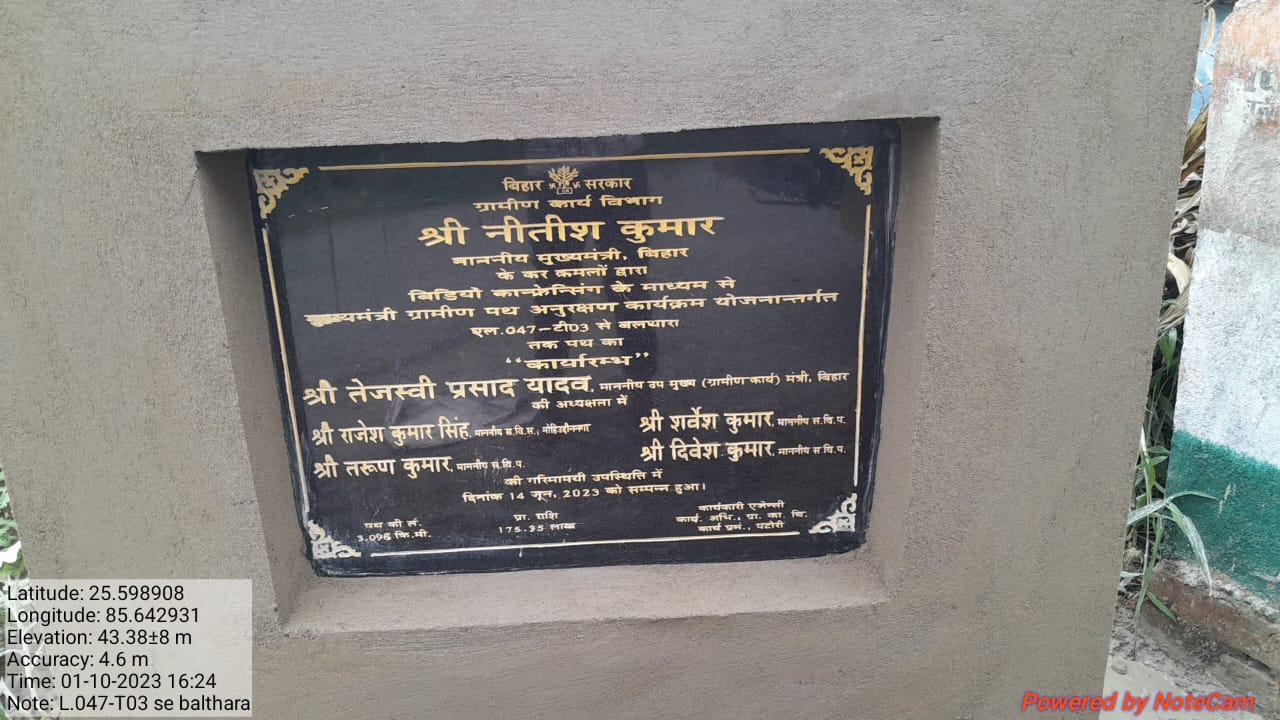 बिहार सरकार
ग्रामीण कार्य विभाग
श्री नीतीश कुमार
माननीय मुख्यमंत्री, बिहार
के कर कमलों द्वारा
विडियो कान्फ्रेन्सिंग के माध्यम से
मुख्यमंत्री ग्रामीण पथ अनुरक्षण कार्यक्रम योजनान्तर्गत
एल.047-टी03 से बलथारा
तक पथ का
"कार्यारम्भ"
श्री तेजस्वी प्रसाद यादव, माननीय उप मुख्य (ग्रामीण कार्य) मंत्री, बिहार
की अध्यक्षता में
श्री राजेश कुमार सिंह, माननीय स.वि.स., मोहिउद्दीननगर
श्री शर्वेश कुमार, माननीय स.वि.प.
श्री तरूण कुमार, माननीय स.वि.प.
श्री दिवेश कुमार, माननीय स.वि.प.
की गरिमामयी उपस्थिति में
दिनांक 14 जून, 2023 को सम्पन्न हुआ।
पथ की लं.
3.096 कि.मी.
प्रा. राशि
175.35 लाख
कार्यकारी एजेन्सी
कार्य. अभि., ग्रा. का. वि.
कार्य प्रमं., पटोरी
Latitude: 25.598908
Longitude: 85.642931
Elevation: 43.38±8 m
Accuracy: 4.6 m
Time: 01-10-2023 16:24
Note: L.047-T03 se balthara
Powered by NoteCam